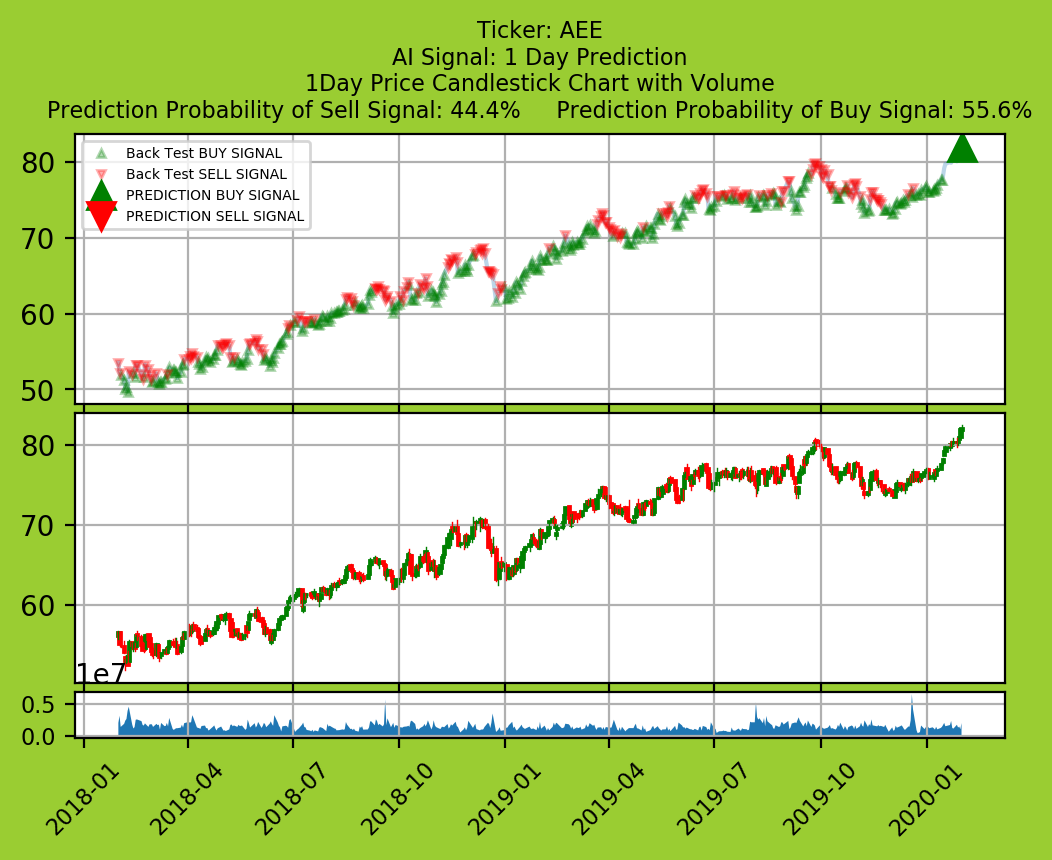 Ticker: AEE
AI Signal: 1 Day Prediction
1Day Price Candlestick Chart with Volume
Prediction Probability of Sell Signal: 44.4%   Prediction Probability of Buy Signal: 55.6%
Back Test BUY SIGNAL
Back Test SELL SIGNAL
PREDICTION BUY SIGNAL
PREDICTION SELL SIGNAL
80
70
60
50
80
70
60
1e7
0.5
0.0
2018-01 2018-04 2018-07 2018-10 2019-01 2019-04 2019-07 2019-10 2020-01